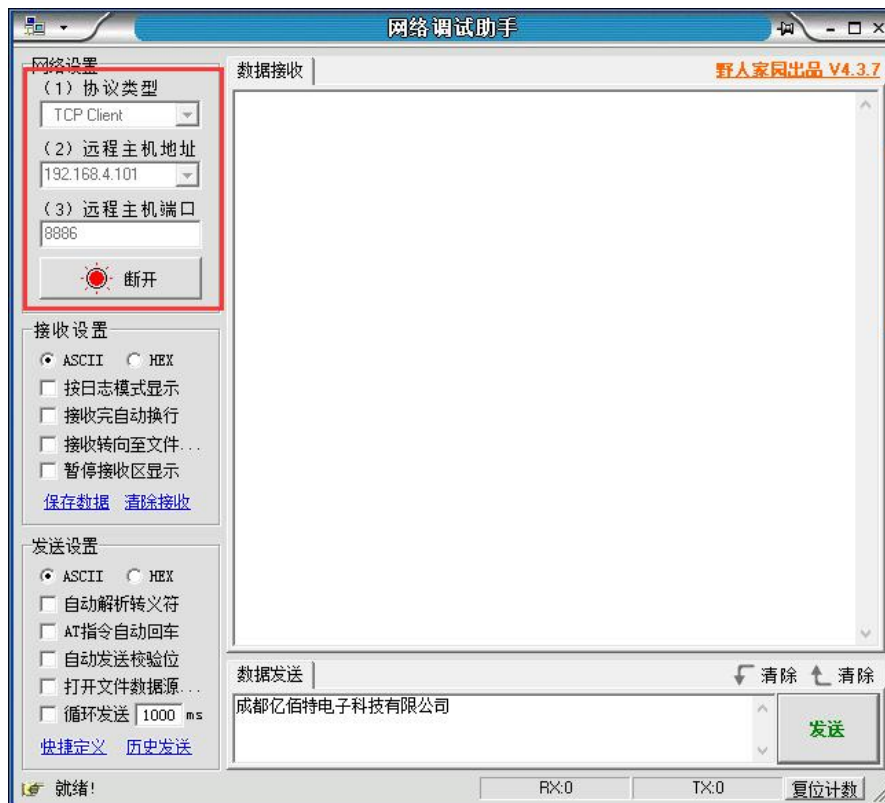 网络调试助手
网络设置
数据接收
野人家园出品 V4.3.7
(1) 协议类型
TCP Client
(2) 远程主机地址
192.168.4.101
(3) 远程主机端口
8886
断开
接收设置
ASCII HEX
按日志模式显示
接收完自动换行
接收转向至文件...
暂停接收区显示
保存数据 清除接收
发送设置
ASCII HEX
自动解析转义符
AT指令自动回车
自动发送校验位
打开文件数据源...
循环发送 1000 ms
快捷定义 历史发送
数据发送
清除 清除
成都亿佰特电子科技有限公司
发送
就绪!
RX:0
TX:0
复位计数